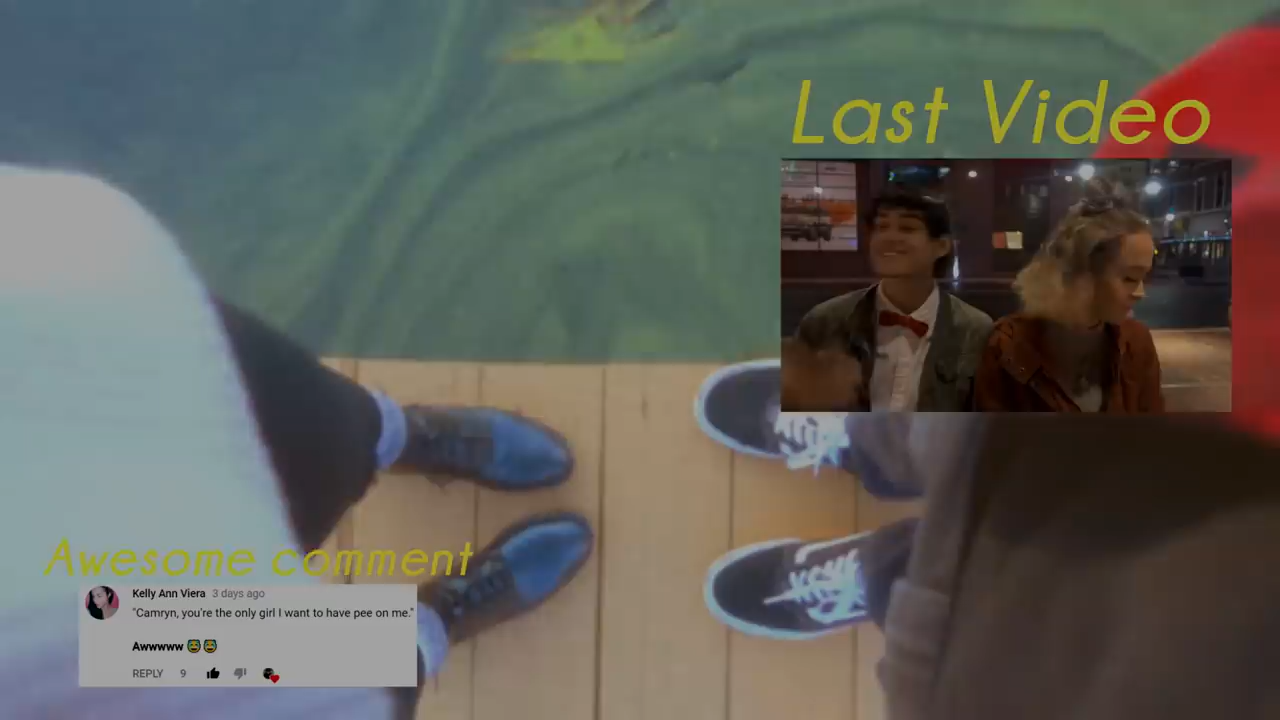 Last Video
Awesome comment
Kelly Ann Viera 3 days ago
"Camryn, you're the only girl I want to have pee on me."
Awwwww
REPLY 9